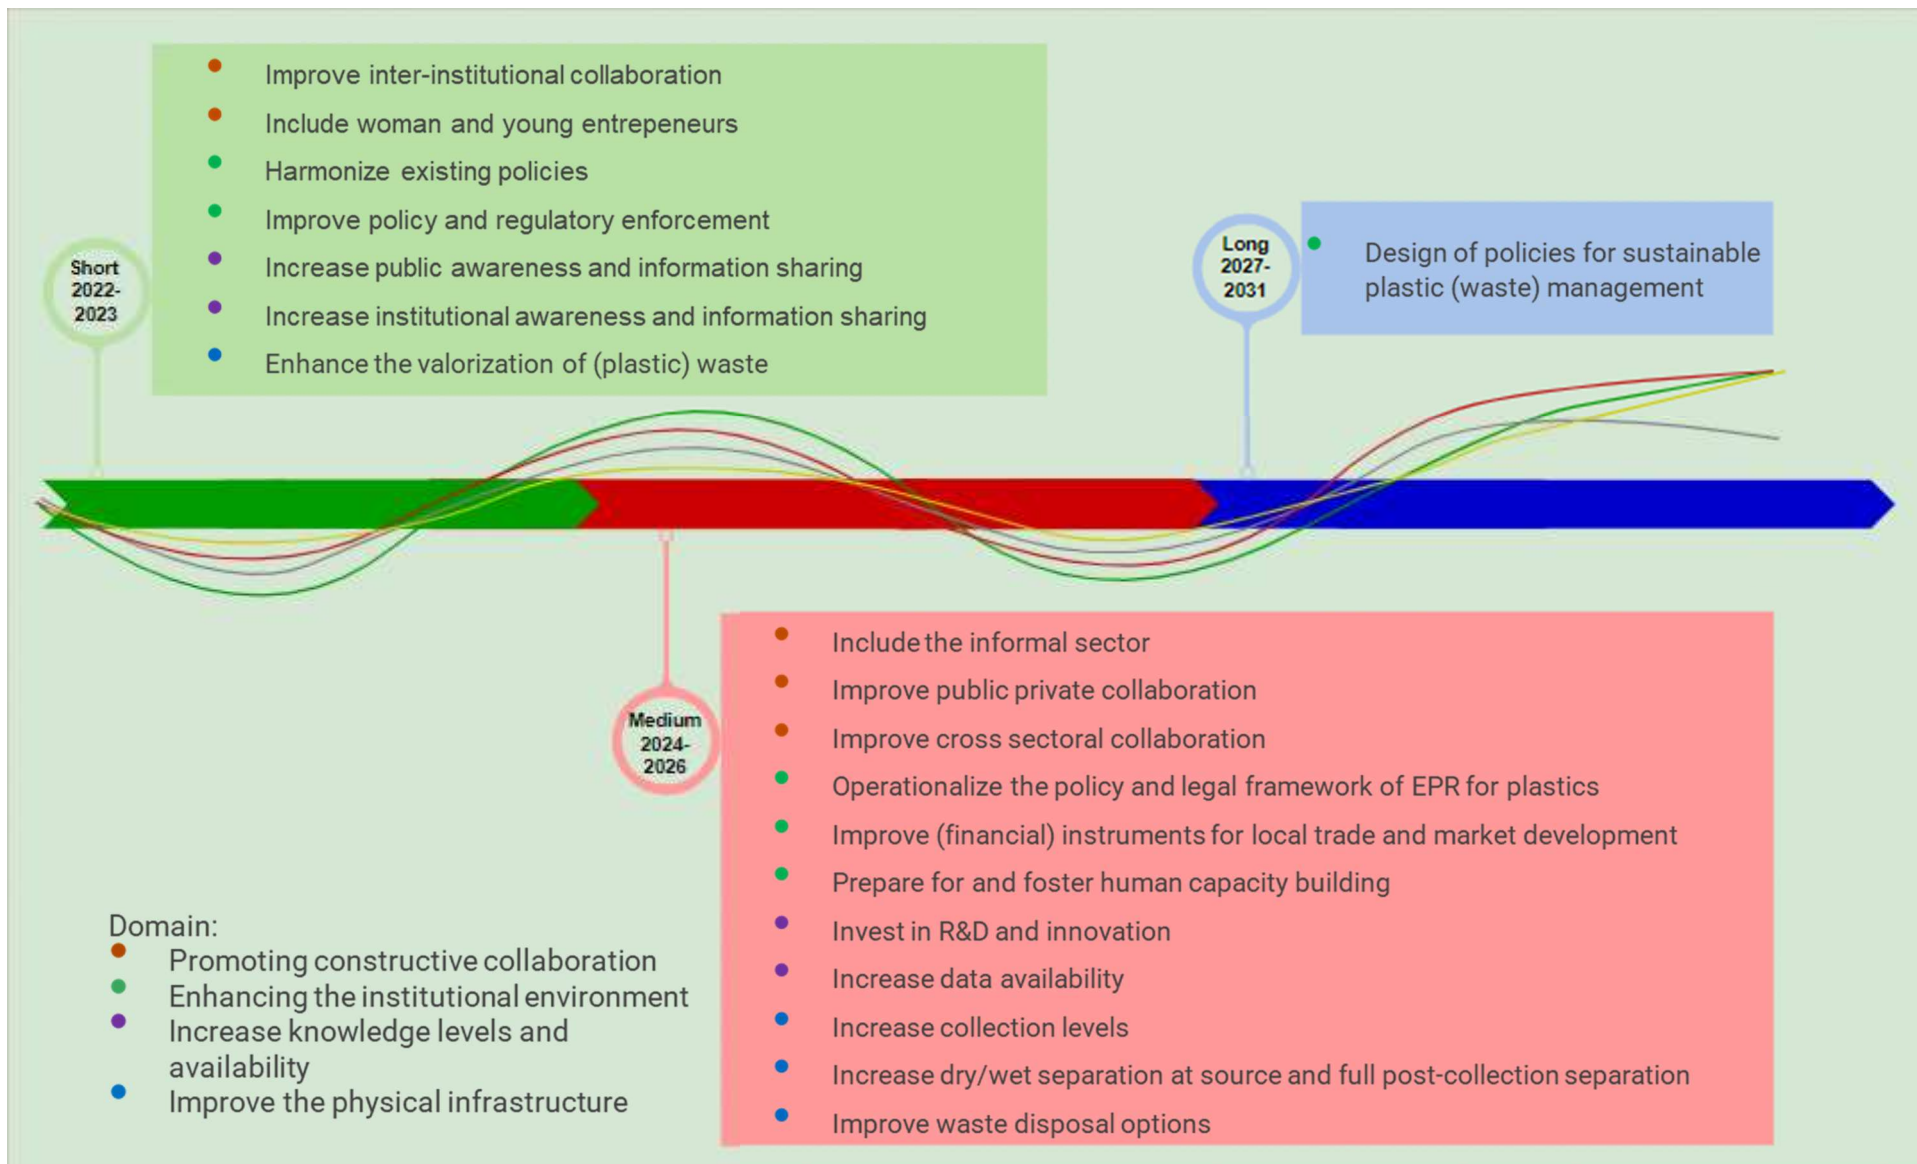 Improve inter-institutional collaboration
Include woman and young entrepeneurs
Harmonize existing policies
Improve policy and regulatory enforcement
Increase public awareness and information sharing
Increase institutional awareness and information sharing
Enhance the valorization of (plastic) waste
Short
2022-
2023
Long
2027-
2031
Design of policies for sustainable
plastic (waste) management
Medium
2024-
2026
Include the informal sector
Improve public private collaboration
Improve cross sectoral collaboration
Operationalize the policy and legal framework of EPR for plastics
Improve (financial) instruments for local trade and market development
Prepare for and foster human capacity building
Invest in R&D and innovation
Increase data availability
Increase collection levels
Increase dry/wet separation at source and full post-collection separation
Improve waste disposal options
Domain:
Promoting constructive collaboration
Enhancing the institutional environment
Increase knowledge levels and
availability
Improve the physical infrastructure